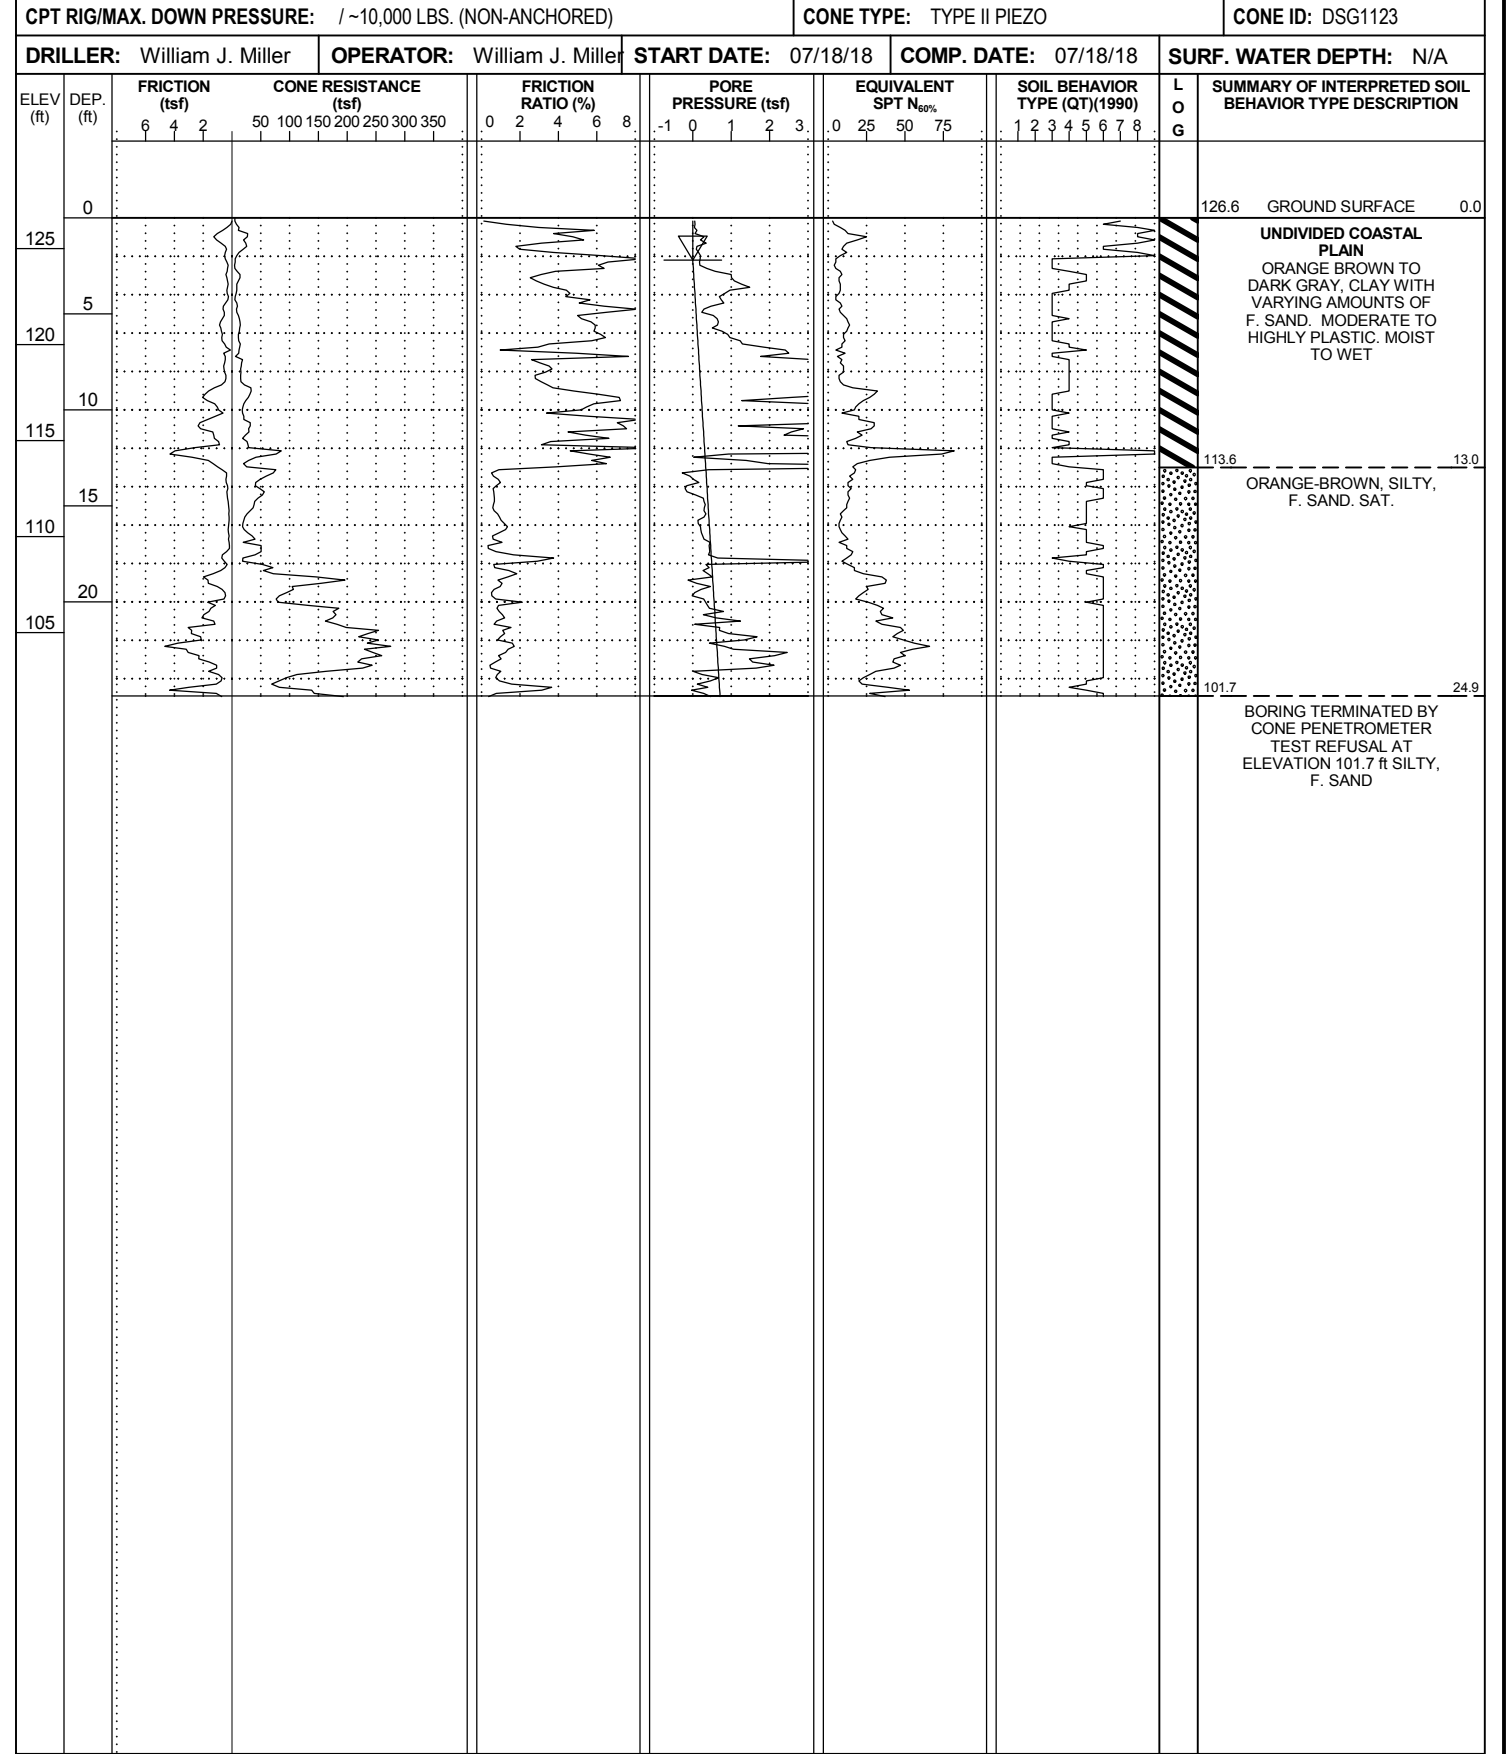 CPT RIG/MAX. DOWN PRESSURE: / ~10,000 LBS. (NON-ANCHORED) CONE TYPE: TYPE II PIEZO CONE ID: DSG1123
DRILLER: William J. Miller OPERATOR: William J. Miller START DATE: 07/18/18 COMP. DATE: 07/18/18 SURF. WATER DEPTH: N/A
ELEV (ft)
DEP. (ft)
FRICTION
(tsf)
6 4 2
CONE RESISTANCE
(tsf)
50 100 150 200 250 300 350
FRICTION
RATIO (%)
0 2 4 6 8
PORE
PRESSURE (tsf)
-1 0 1 2 3
EQUIVALENT
SPT N60%
0 25 50 75
SOIL BEHAVIOR
TYPE (QT)(1990)
1 2 3 4 5 6 7 8
L
O
G
SUMMARY OF INTERPRETED SOIL
BEHAVIOR TYPE DESCRIPTION
0
126.6 GROUND SURFACE 0.0
125
UNDIVIDED COASTAL
PLAIN
ORANGE BROWN TO
DARK GRAY, CLAY WITH
VARYING AMOUNTS OF
F. SAND. MODERATE TO
HIGHLY PLASTIC. MOIST
TO WET
5
120
10
115
113.6 13.0
ORANGE-BROWN, SILTY,
F. SAND. SAT.
15
110
20
105
101.7 24.9
BORING TERMINATED BY
CONE PENETROMETER
TEST REFUSAL AT
ELEVATION 101.7 ft SILTY,
F. SAND